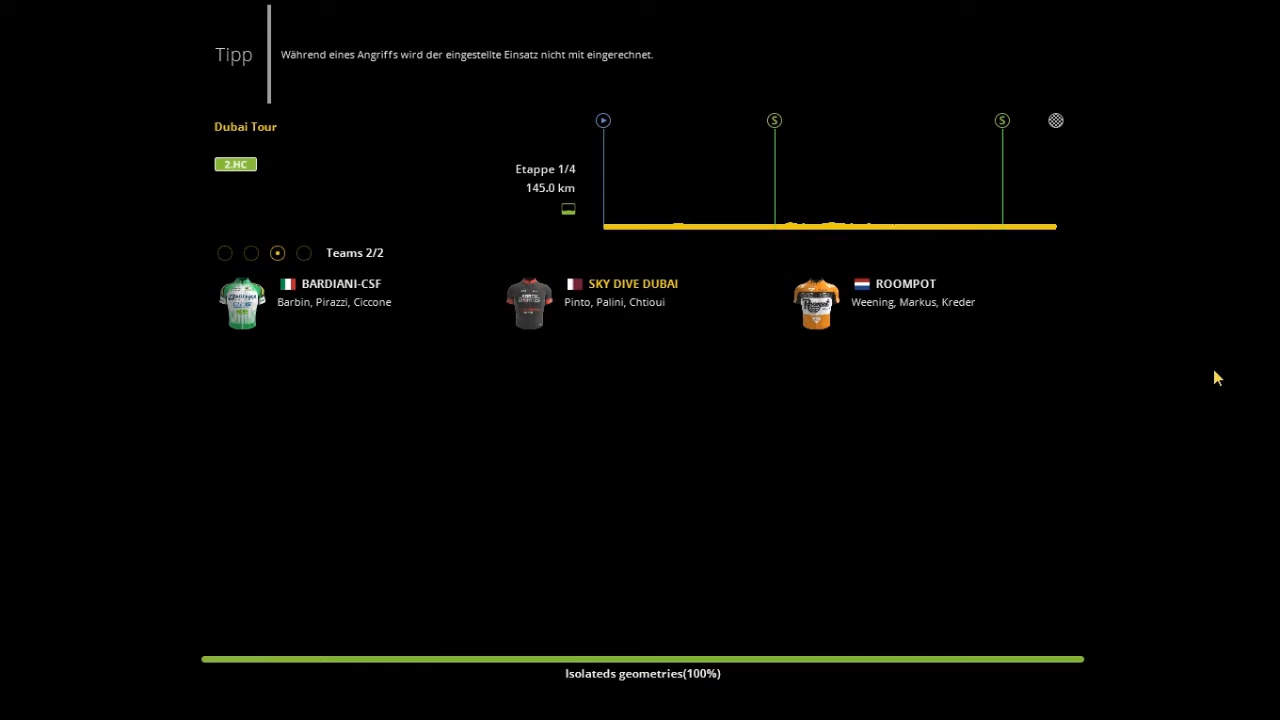 Tipp
Während eines Angriffs wird der eingestellte Einsatz nicht mit eingerechnet.
Dubai Tour
2.HC
Etappe 1/4
145.0 km
S
S
Teams 2/2
BARDIANI-CSF
Barbin, Pirazzi, Ciccone
SKY DIVE DUBAI
Pinto, Palini, Chtioui
ROOMPOT
Weening, Markus, Kreder
Isolateds geometries(100%)